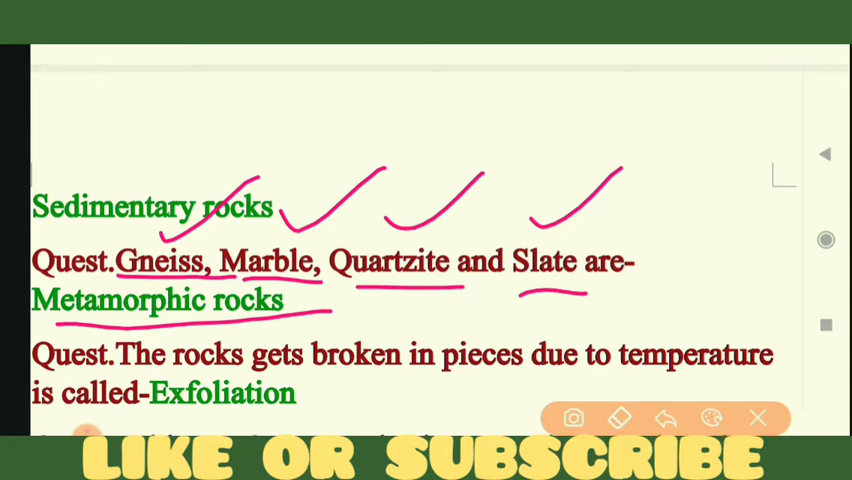 Sedimentary rocks
Quest.Gneiss, Marble, Quartzite and Slate are-
Metamorphic rocks
Quest.The rocks gets broken in pieces due to temperature
is called-Exfoliation
LIKE OR SUBSCRIBE